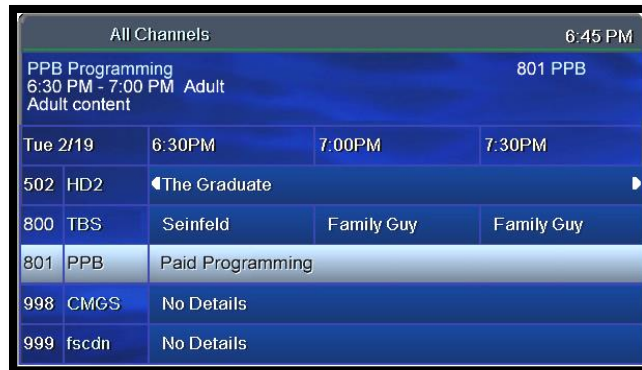 All Channels 6:45 PM
PPB Programming 801 PPB
6:30 PM - 7:00 PM Adult
Adult content
Tue 2/19 6:30PM 7:00PM 7:30PM
502 HD2 The Graduate
800 TBS Seinfeld Family Guy Family Guy
801 PPB Paid Programming
998 CMGS No Details
999 fscdn No Details